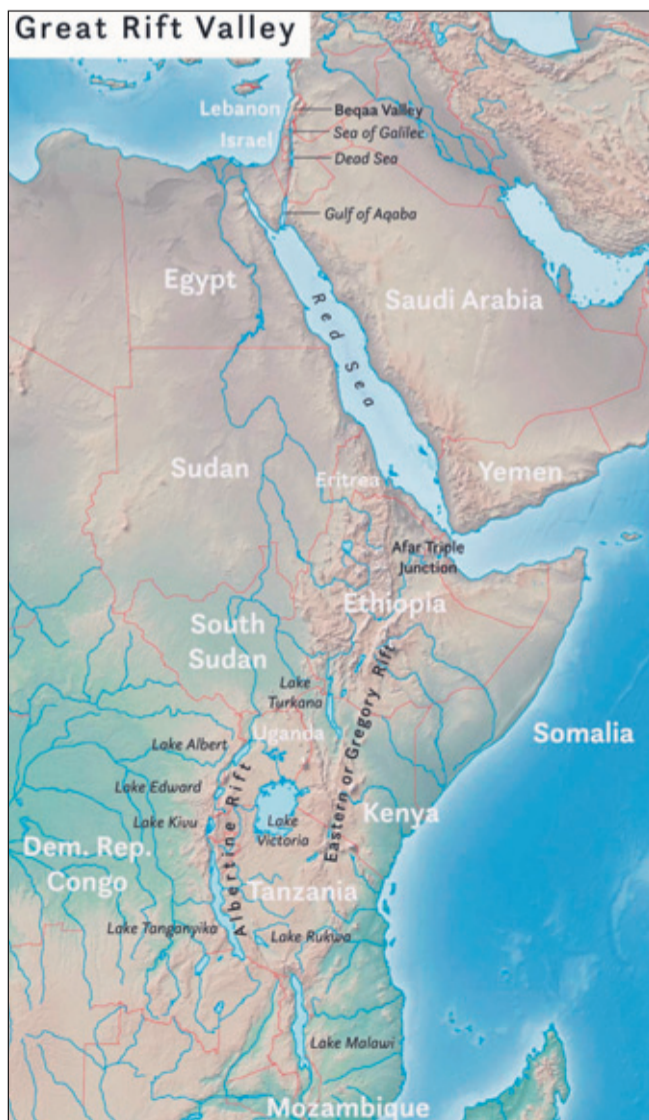 Great Rift Valley
Lebanon
Beqaa Valley
Israel
Sea of Galilee
Dead Sea
Gulf of Aqaba
Egypt
Red Sea
Saudi Arabia
Sudan
Eritrea
Yemen
Afar Triple
Junction
Ethiopia
South
Sudan
Lake
Turkana
Eastern or Gregory Rift
Uganda
Somalia
Lake Albert
Lake Edward
Albertine Rift
Lake Kivu
Lake
Victoria
Kenya
Dem. Rep.
Congo
Tanzania
Lake Tanganyika
Lake Rukwa
Lake Malawi
Mozambique